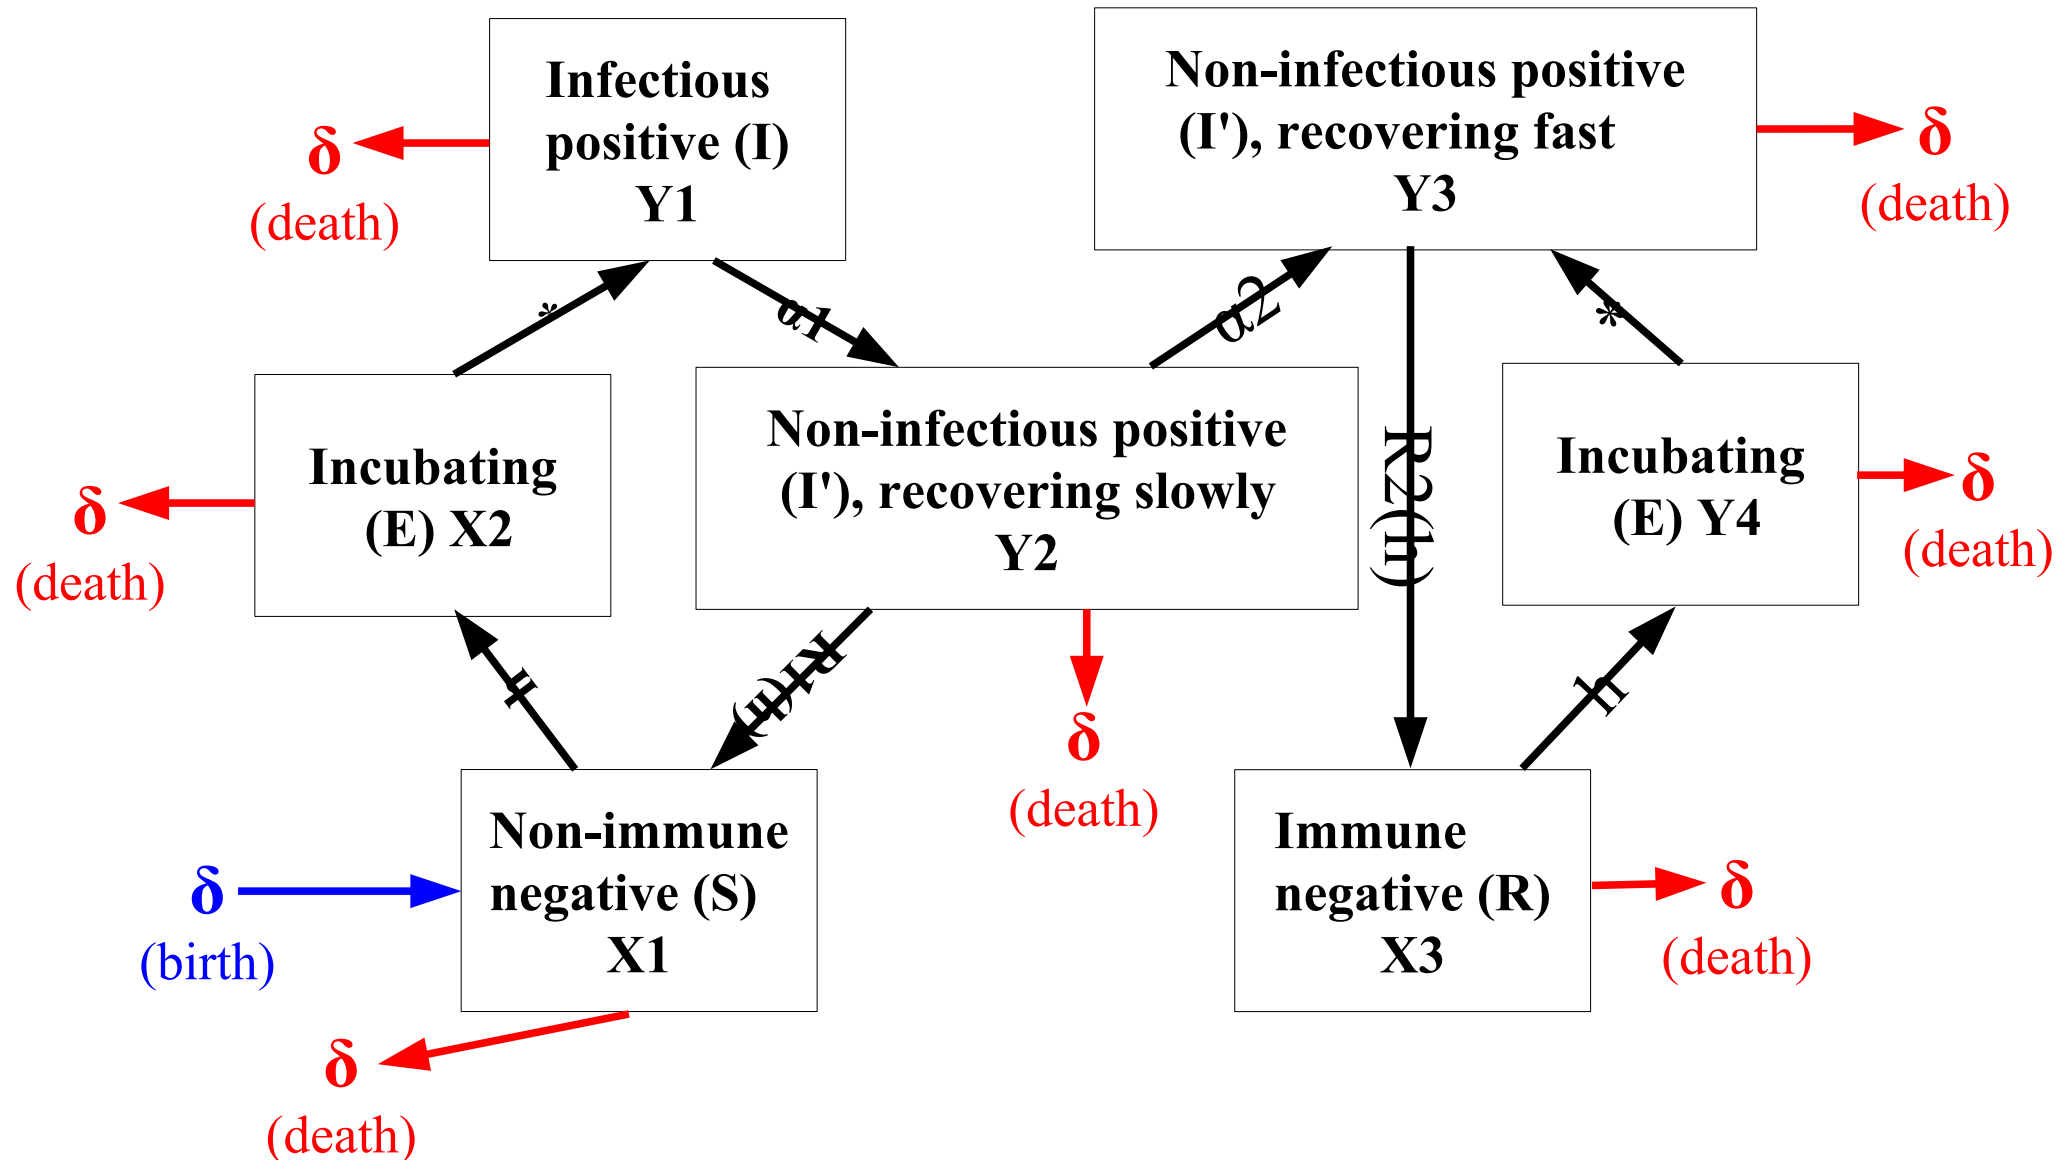 Infectious
positive (I)
Y1
Non-infectious positive
(I'), recovering fast
Y3
δ
(death)
δ
(death)
*
α1
α2
*
Incubating
(E) X2
Non-infectious positive
(I'), recovering slowly
Y2
R2(h)
Incubating
(E) Y4
δ
(death)
δ
(death)
h
R1(h)
h
δ
(death)
Non-immune
negative (S)
X1
Immune
negative (R)
X3
δ
(birth)
δ
(death)
δ
(death)